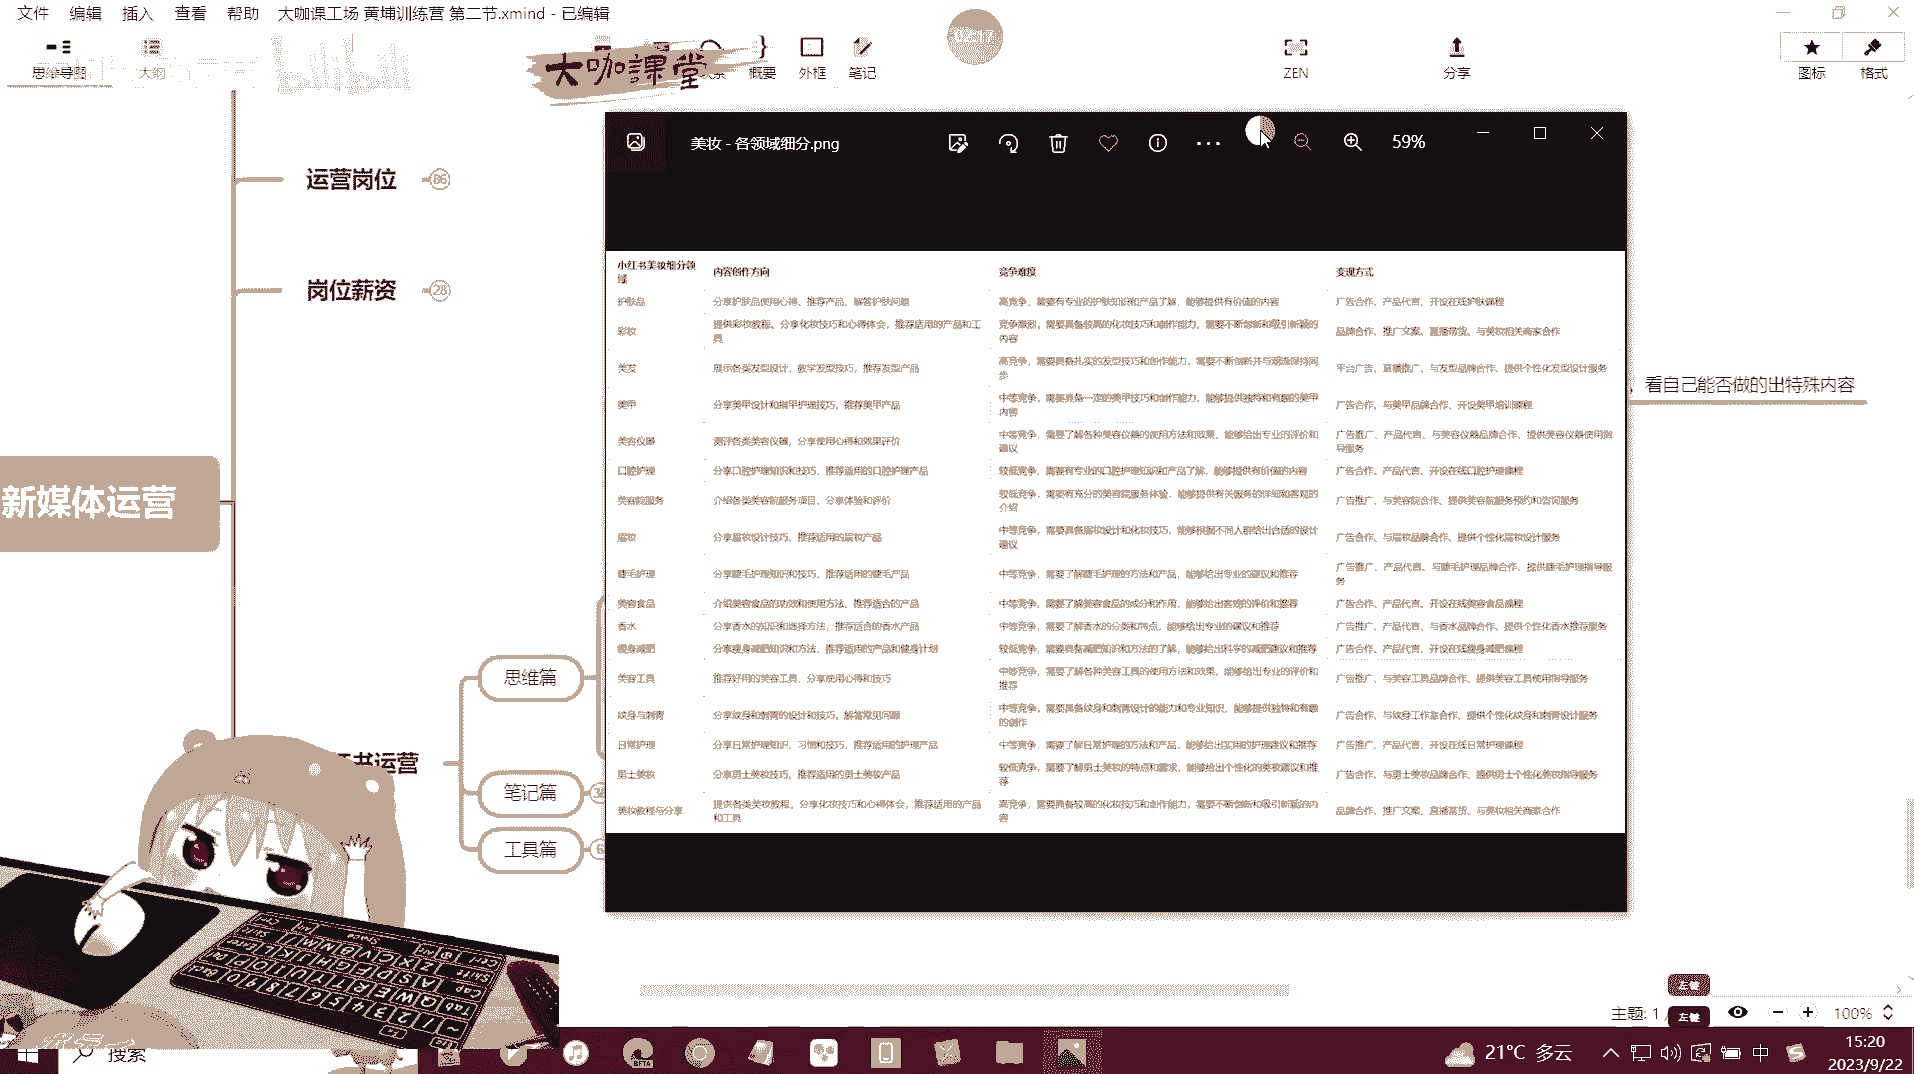 文件 编辑 插入 查看 帮助 大咖课工场 黄埔训练营 第二节.xmind - 已编辑
02:17
思维导图 大纲 概要 外框 笔记 ZEN 分享 图标 格式
bilibili
大咖課堂
美妆 - 各领域细分.png 59%
运营岗位 86
岗位薪资 28
新媒体运营
书运营
思维篇
笔记篇
工具篇
看自己能否做的出特殊内容
小红书美妆细分领域 内容创作方向 竞争难度 变现方式
护肤品 分享护肤品使用心得、推荐产品、解答护肤问题 高竞争，需要有专业的护肤知识和产品了解，能够提供有价值的内容 广告合作、产品代言、开设在线护肤课程
彩妆 提供彩妆教程、分享化妆技巧和心得体会，推荐适用的产品和工具 竞争激烈，需要具备较高的化妆技巧和创作能力，需要不断创新和吸引新颖的内容 品牌合作、推广文案、直播带货、与美妆相关商家合作
美发 展示各类发型设计、教学发型技巧，推荐发型产品 高竞争，需要具备扎实的发型技巧和创作能力，需要不断创新并与潮流保持同步 平台广告、直播推广、与发型品牌合作、提供个性化发型设计服务
美甲 分享美甲设计和指甲护理技巧，推荐美甲产品 中等竞争，需要具备一定的美甲技巧和创作能力，能够提供独特和有趣的美甲内容 广告合作、与美甲品牌合作、开设美甲培训课程
美容仪器 测评各类美容仪器，分享使用心得和效果评价 中等竞争，需要了解各种美容仪器的使用方法和效果，能够给出专业的评价和建议 广告推广、产品代言、与美容仪器品牌合作、提供美容仪器使用指导服务
口腔护理 分享口腔护理知识和技巧，推荐适用的口腔护理产品 较低竞争，需要有专业的口腔护理知识和产品了解，能够提供有价值的内容 广告合作、产品代言、开设在线口腔护理课程
美容院服务 介绍各类美容院服务项目、分享体验和评价 较低竞争，需要有充分的美容院服务体验，能够提供有关服务的详细和客观的介绍 广告推广、与美容院合作、提供美容院服务预约和咨询服务
眉妆 分享眉妆设计技巧、推荐适用的眉妆产品 中等竞争，需要具备眉妆设计和化妆技巧，能够根据不同人群给出合适的设计建议 广告合作、与眉妆品牌合作、提供个性化眉妆设计服务
睫毛护理 分享睫毛护理知识和技巧，推荐适用的睫毛产品 中等竞争，需要了解睫毛护理的方法和产品，能够给出专业的建议和推荐 广告推广、产品代言、与睫毛护理品牌合作、提供睫毛护理指导服务
美容食品 介绍美容食品的功效和使用方法，推荐适合的产品 中等竞争，需要了解美容食品的成分和作用，能够给出客观的评价和推荐 广告合作、产品代言、开设在线美容食品课程
香水 分享香水的知识和选择方法，推荐适合的香水产品 中等竞争，需要了解香水的分类和特点，能够给出专业的建议和推荐 广告推广、产品代言、与香水品牌合作、提供个性化香水推荐服务
瘦身减肥 分享瘦身减肥知识和方法，推荐适用的产品和健身计划 较低竞争，需要具备减肥知识和方法的了解，能够给出科学的减肥建议和推荐 广告合作、产品代言、开设在线瘦身减肥课程
美容工具 推荐好用的美容工具，分享使用心得和技巧 中等竞争，需要了解各种美容工具的使用方法和效果，能够给出专业的评价和推荐 广告推广、与美容工具品牌合作、提供美容工具使用指导服务
纹身与刺青 分享纹身和刺青的设计和技巧，解答常见问题 中等竞争，需要具备纹身和刺青设计的能力和专业知识，能够提供独特和有趣的创作 广告合作、与纹身工作室合作、提供个性化纹身和刺青设计服务
日常护理 分享日常护理知识、习惯和技巧，推荐适用的护理产品 中等竞争，需要了解日常护理的方法和产品，能够给出实用的护理建议和推荐 广告推广、产品代言、开设在线日常护理课程
男士美妆 分享男士美妆技巧、推荐适用的男士美妆产品 较低竞争，需要了解男士美妆的特点和需求，能够给出个性化的美妆建议和推荐 广告合作、与男士美妆品牌合作、提供男士个性化美妆指导服务
美妆教程与分享 提供各类美妆教程，分享化妆技巧和心得体会，推荐适用的产品和工具 高竞争，需要具备较高的化妆技巧和创作能力，需要不断创新和吸引新颖的内容 品牌合作、推广文案、直播带货、与美妆相关商家合作
左键
左键
主题: 1 100%
搜索 BETA 21°C 多云 中 15:20
2023/9/22